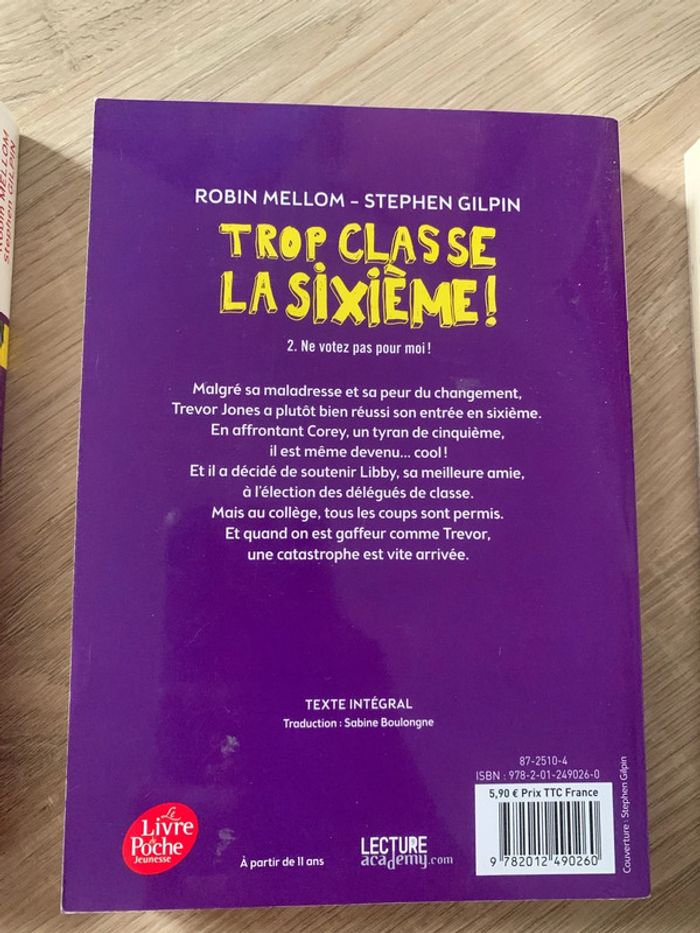 Robin MELLOM
Stephen
ROBIN MELLOM – STEPHEN GILPIN
TROP CLASSE
LA SIXIÈME !
2. Ne votez pas pour moi !
Malgré sa maladresse et sa peur du changement,
Trevor Jones a plutôt bien réussi son entrée en sixième.
En affrontant Corey, un tyran de cinquième,
il est même devenu... cool !
Et il a décidé de soutenir Libby, sa meilleure amie,
à l'élection des délégués de classe.
Mais au collège, tous les coups sont permis.
Et quand on est gaffeur comme Trevor,
une catastrophe est vite arrivée.
TEXTE INTÉGRAL
Traduction : Sabine Boulongne
87-2510-4
ISBN : 978-2-01-249026-0
5,90 € Prix TTC France
9 782012 490260
Couverture : Stephen Gilpin
Le
Livre
de
Poche
Jeunesse
À partir de 11 ans
LECTURE
academy.com